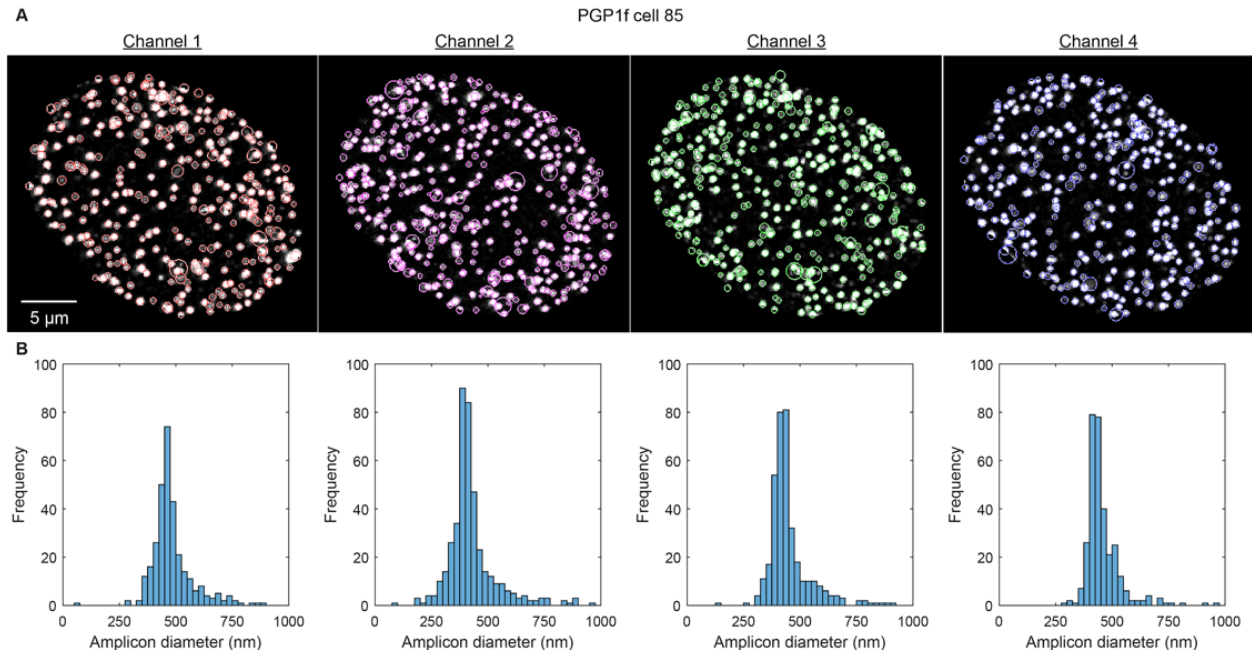 A
PGP1f cell 85
Channel 1 Channel 2 Channel 3 Channel 4
5 µm
B
100 100 100 100
80 80 80 80
60 60 60 60
40 40 40 40
20 20 20 20
0 0 0 0
Frequency Frequency Frequency Frequency
0 250 500 750 1000 0 250 500 750 1000 0 250 500 750 1000 0 250 500 750 1000
Amplicon diameter (nm) Amplicon diameter (nm) Amplicon diameter (nm) Amplicon diameter (nm)